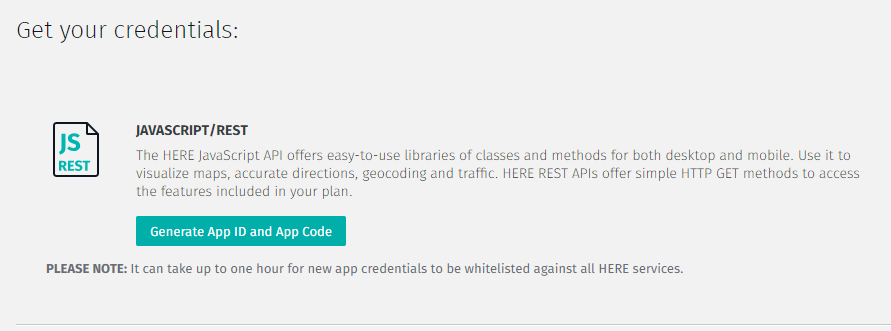 Get your credentials:
JS
REST
JAVASCRIPT/REST
The HERE JavaScript API offers easy-to-use libraries of classes and methods for both desktop and mobile. Use it to
visualize maps, accurate directions, geocoding and traffic. HERE REST APIs offer simple HTTP GET methods to access
the features included in your plan.
Generate App ID and App Code
PLEASE NOTE: It can take up to one hour for new app credentials to be whitelisted against all HERE services.